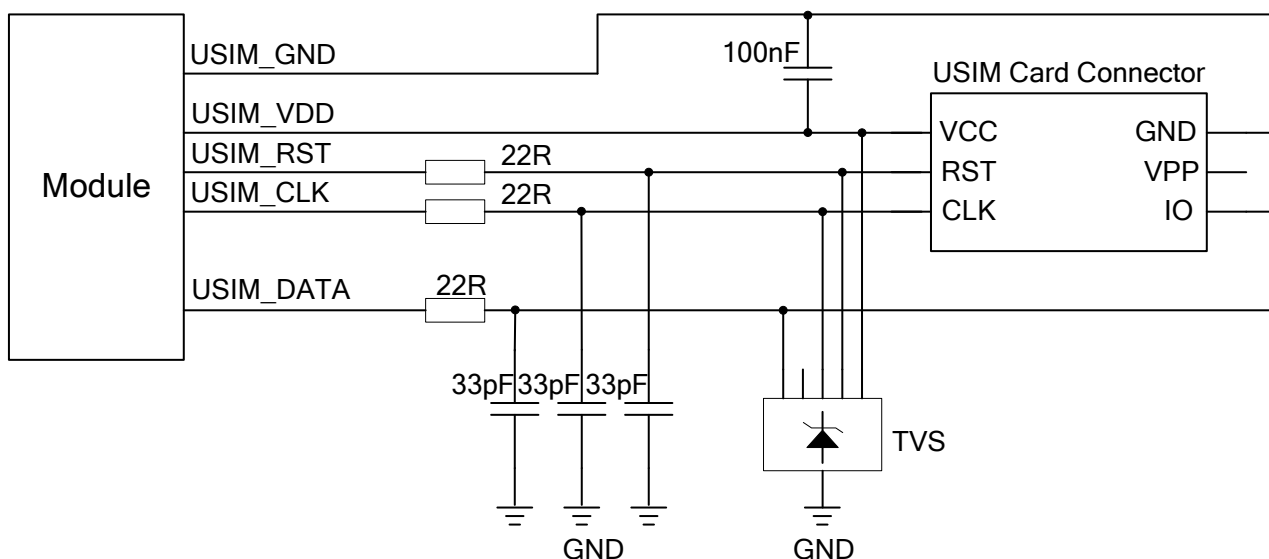 USIM_GND
100nF
USIM Card Connector
USIM_VDD
VCC
GND
USIM_RST
22R
RST
VPP
Module
USIM_CLK
22R
CLK
IO
USIM_DATA
22R
33pF
33pF
33pF
TVS
GND
GND